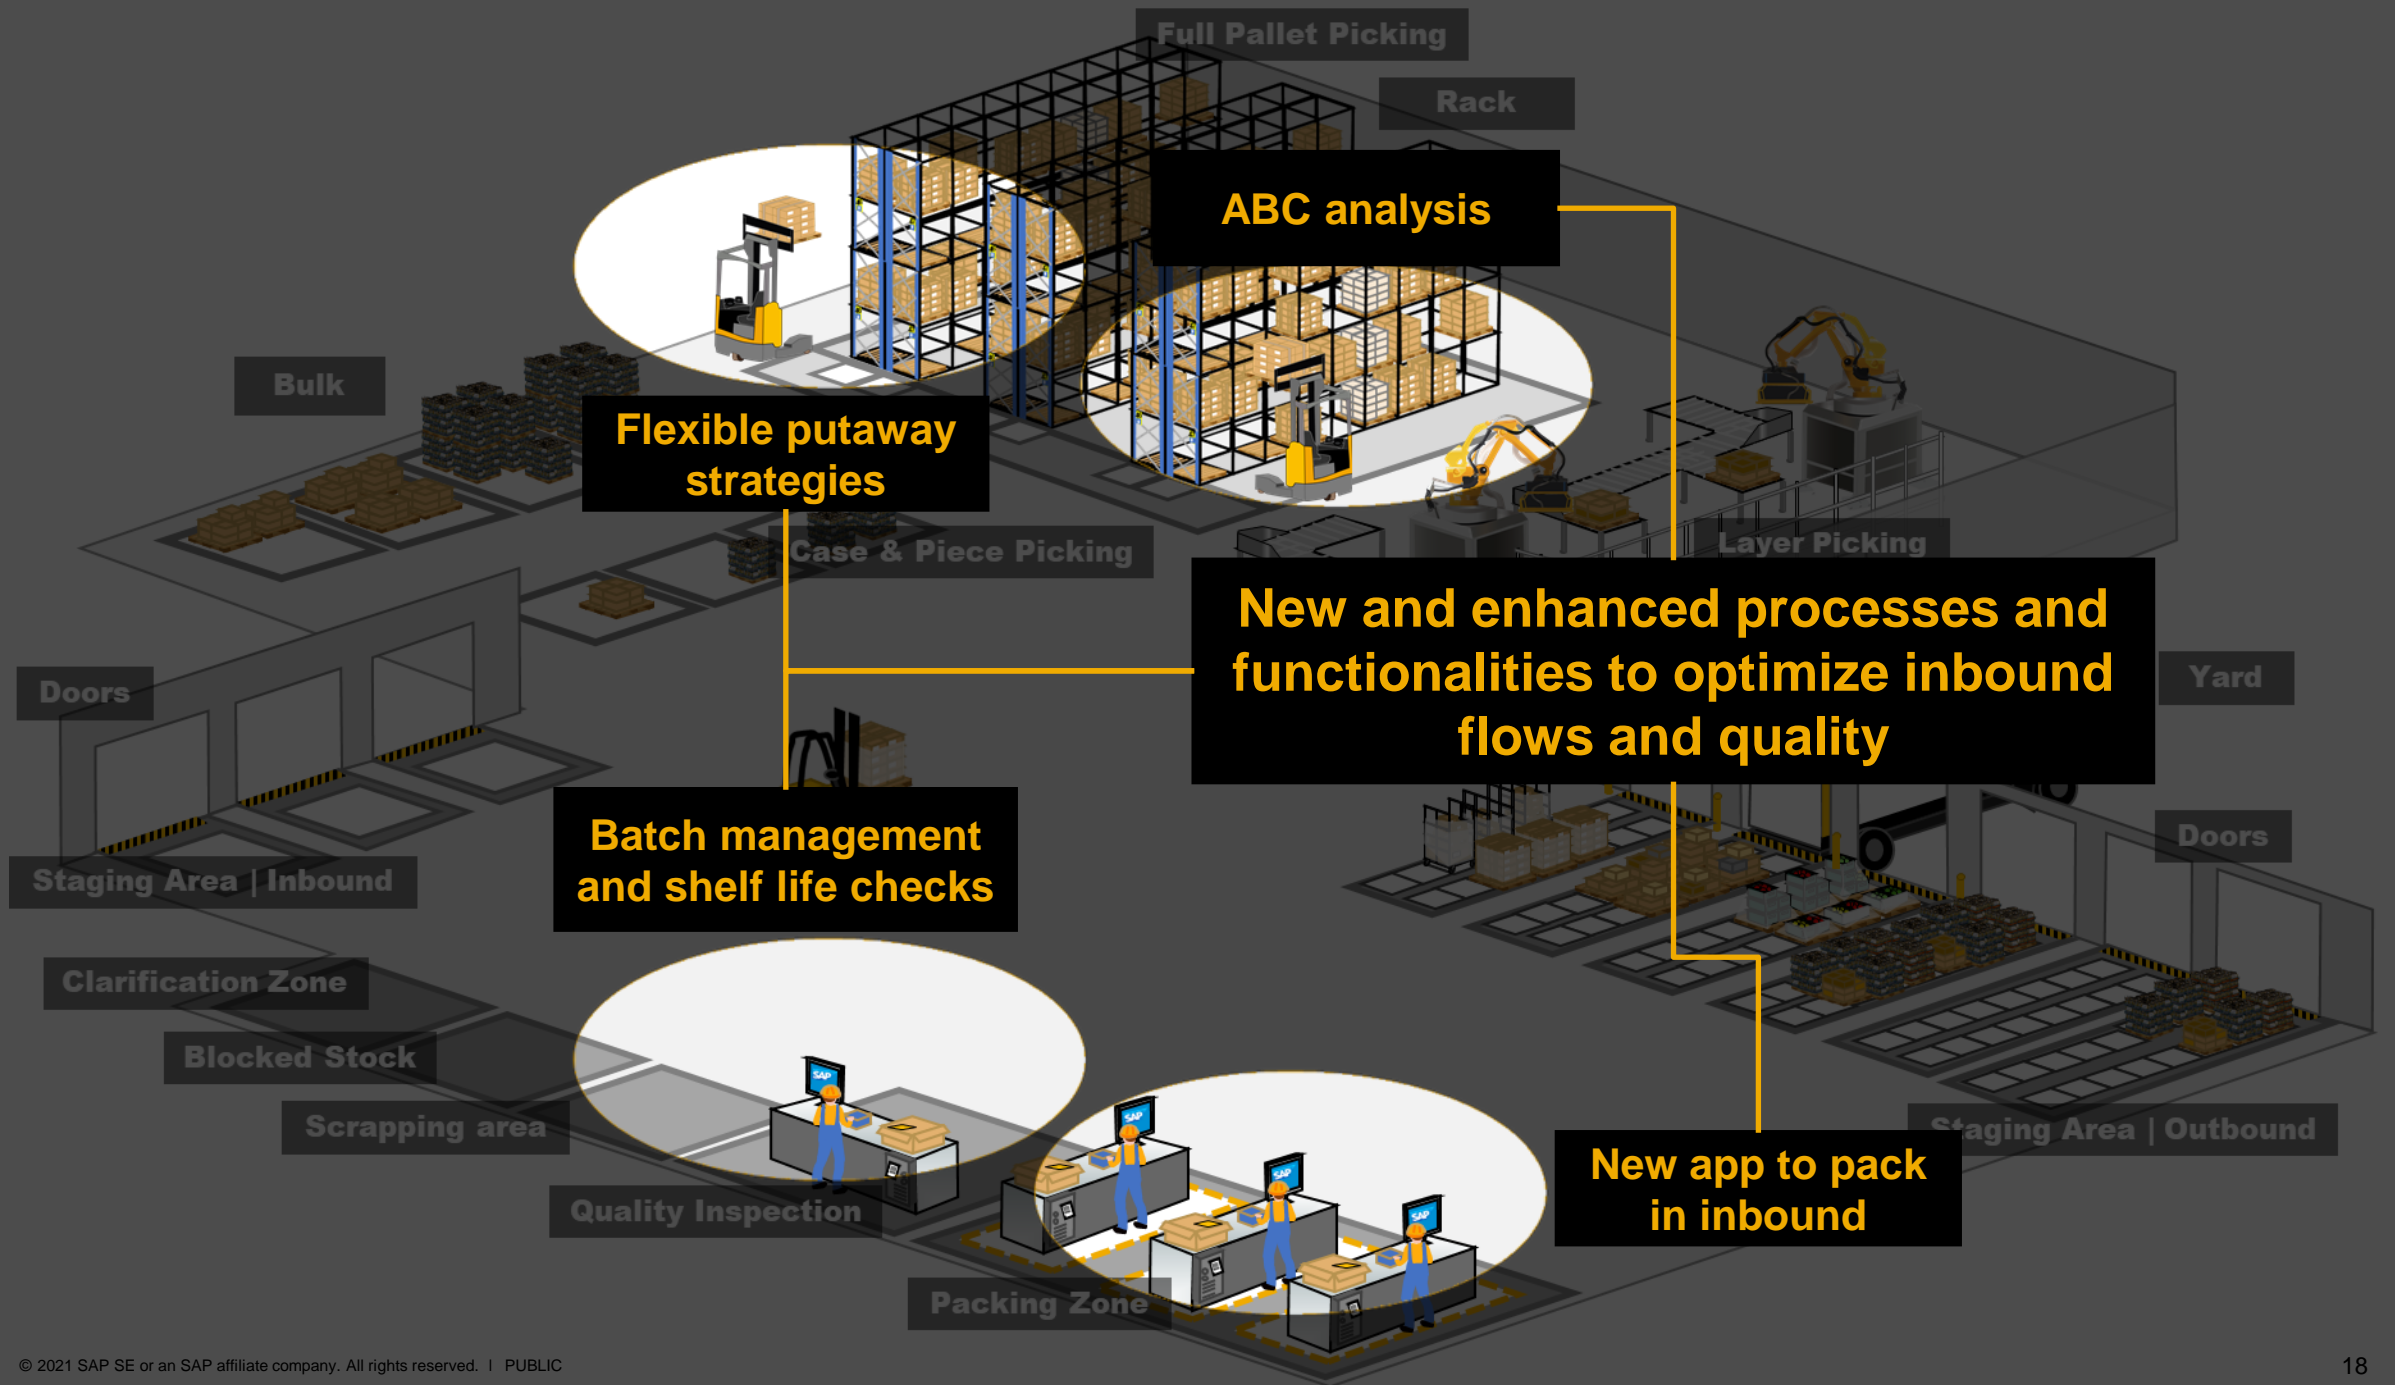 Full Pallet Picking
Rack
ABC analysis
Bulk
Flexible putaway
strategies
Case & Piece Picking
Layer Picking
New and enhanced processes and
functionalities to optimize inbound
flows and quality
Doors
Yard
Batch management
and shelf life checks
Doors
Staging Area | Inbound
Clarification Zone
Blocked Stock
SAP
Scrapping area
SAP
Staging Area | Outbound
New app to pack
in inbound
SAP
Quality Inspection
SAP
Packing Zone
© 2021 SAP SE or an SAP affiliate company. All rights reserved. ǀ PUBLIC
18